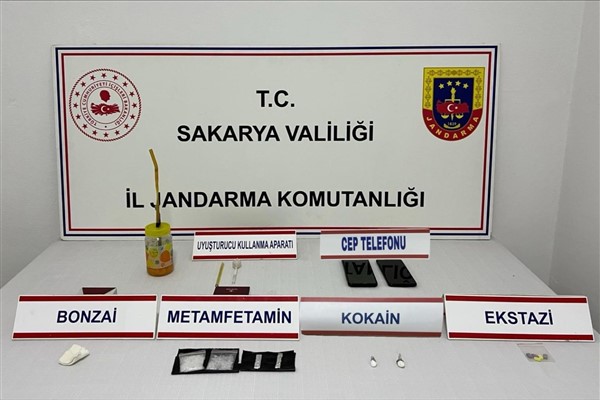 T.C.
SAKARYA VALİLİĞİ
İL JANDARMA KOMUTANLIĞI
JANDARMA
UYUŞTURUCU KULLANMA APARATI
CEP TELEFONU
BONZAİ
METAMFETAMİN
KOKAİN
EKSTAZİ